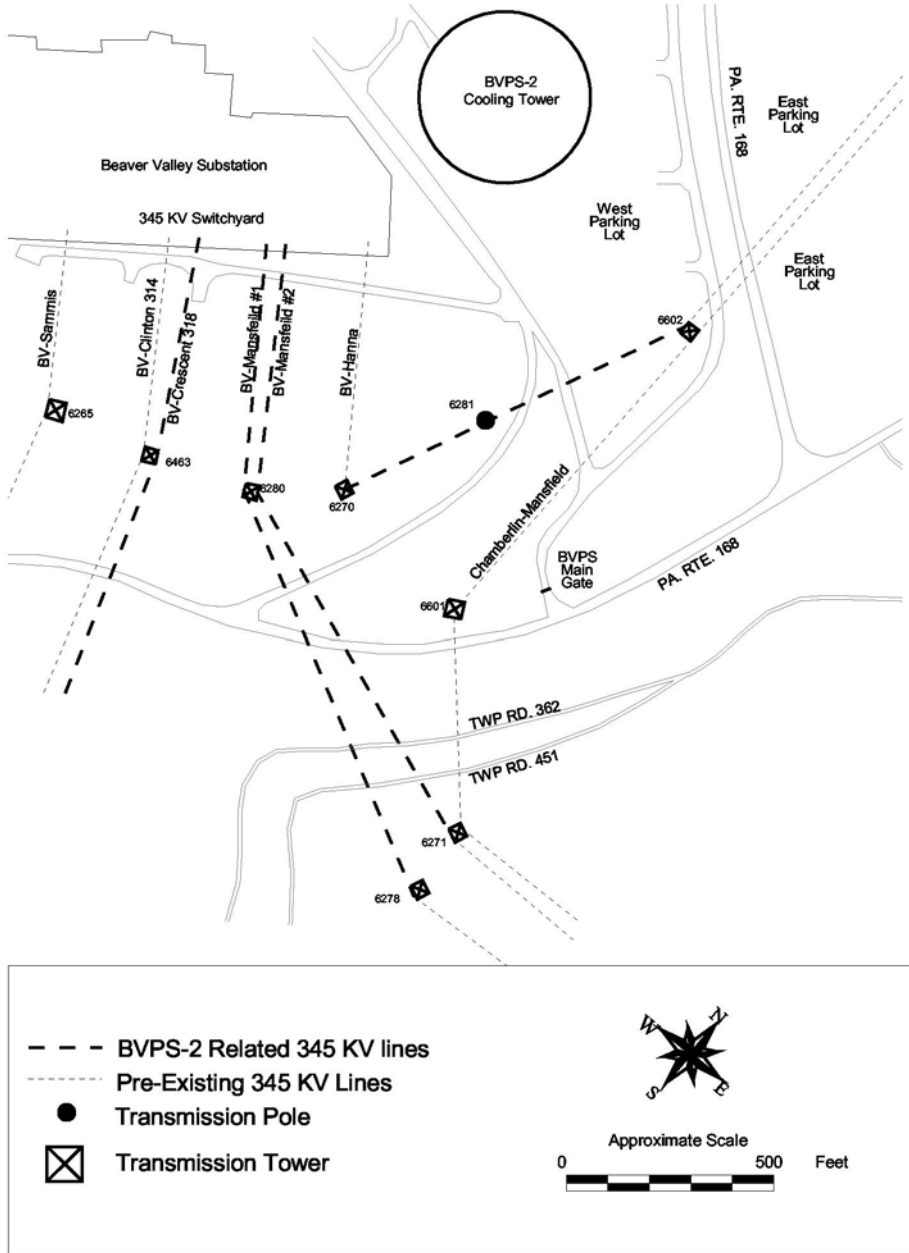 BVPS-2
Cooling Tower
PA. RTE. 168
East
Parking
Lot
Beaver Valley Substation
345 KV Switchyard
West
Parking
Lot
East
Parking
Lot
BV-Sammis
BV-Clinton 314
BV-Crescent 318
BV-Mansfeild #1
BV-Mansfeild #2
BV-Hanna
6602
6265
6281
6463
6280
6270
Chamberlin-Mansfield
BVPS
Main
Gate
PA. RTE. 168
6601
TWP RD. 362
TWP RD. 451
6271
6278
BVPS-2 Related 345 KV lines
Pre-Existing 345 KV Lines
Transmission Pole
Transmission Tower
W
N
S
E
Approximate Scale
0 500 Feet